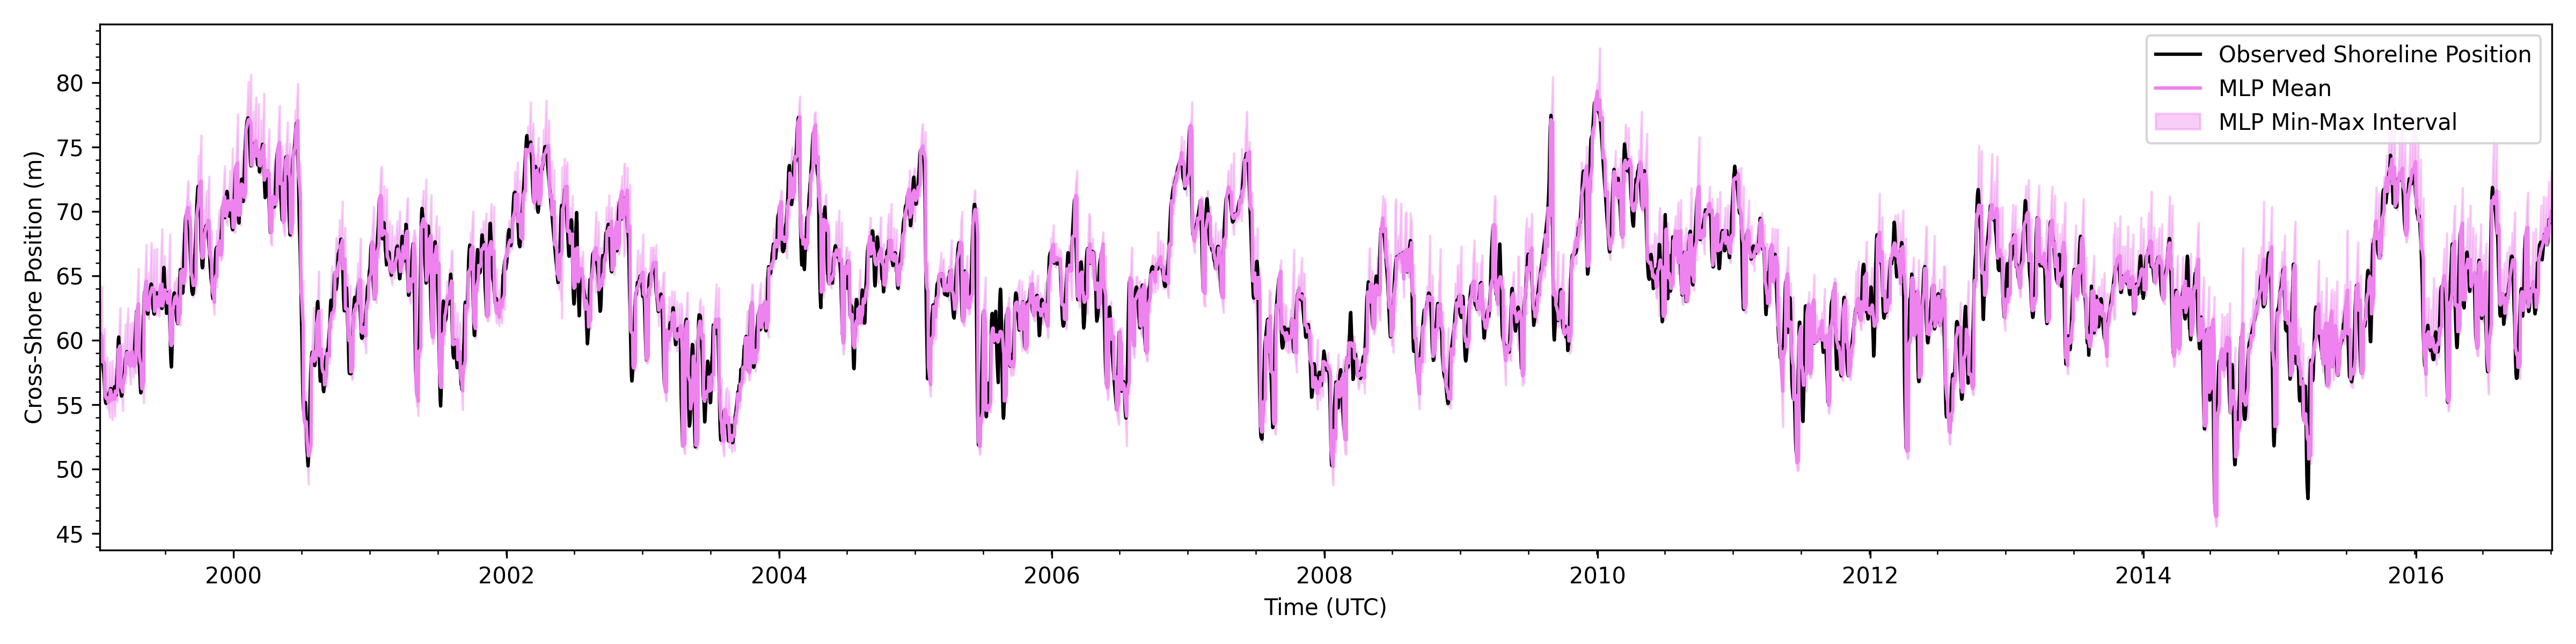 Observed Shoreline Position
MLP Mean
MLP Min-Max Interval
Cross-Shore Position (m)
80
75
70
65
60
55
50
45
2000 2002 2004 2006 2008 2010 2012 2014 2016
Time (UTC)